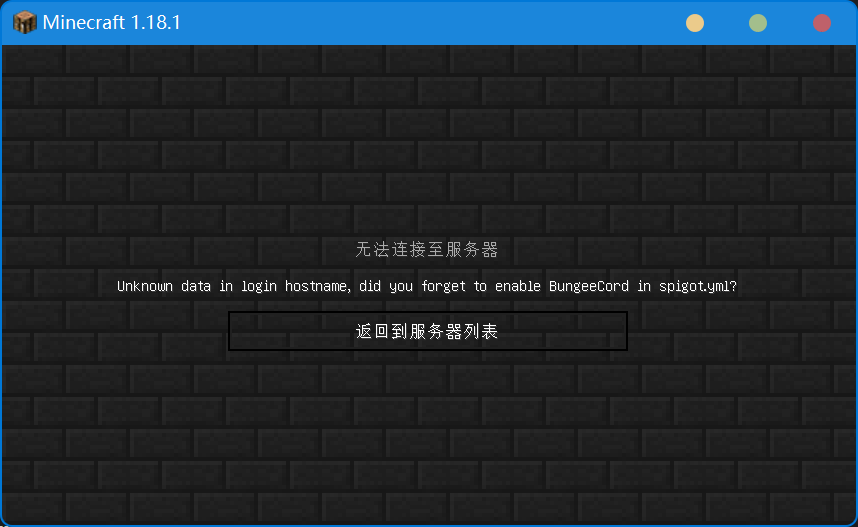 Minecraft 1.18.1
无法连接至服务器
Unknown data in login hostname, did you forget to enable BungeeCord in spigot.yml?
返回到服务器列表